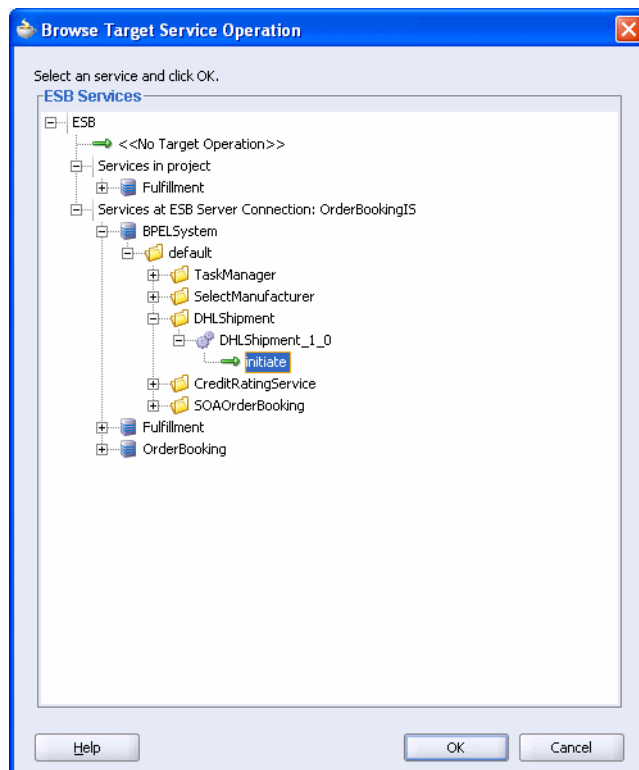 Browse Target Service Operation
Select an service and click OK.
ESB Services
ESB
<<No Target Operation>>
Services in project
Fulfillment
Services at ESB Server Connection: OrderBookingIS
BPELSystem
default
TaskManager
SelectManufacturer
DHLShipment
DHLShipment_1_0
initiate
CreditRatingService
SOAOrderBooking
Fulfillment
OrderBooking
Help OK Cancel